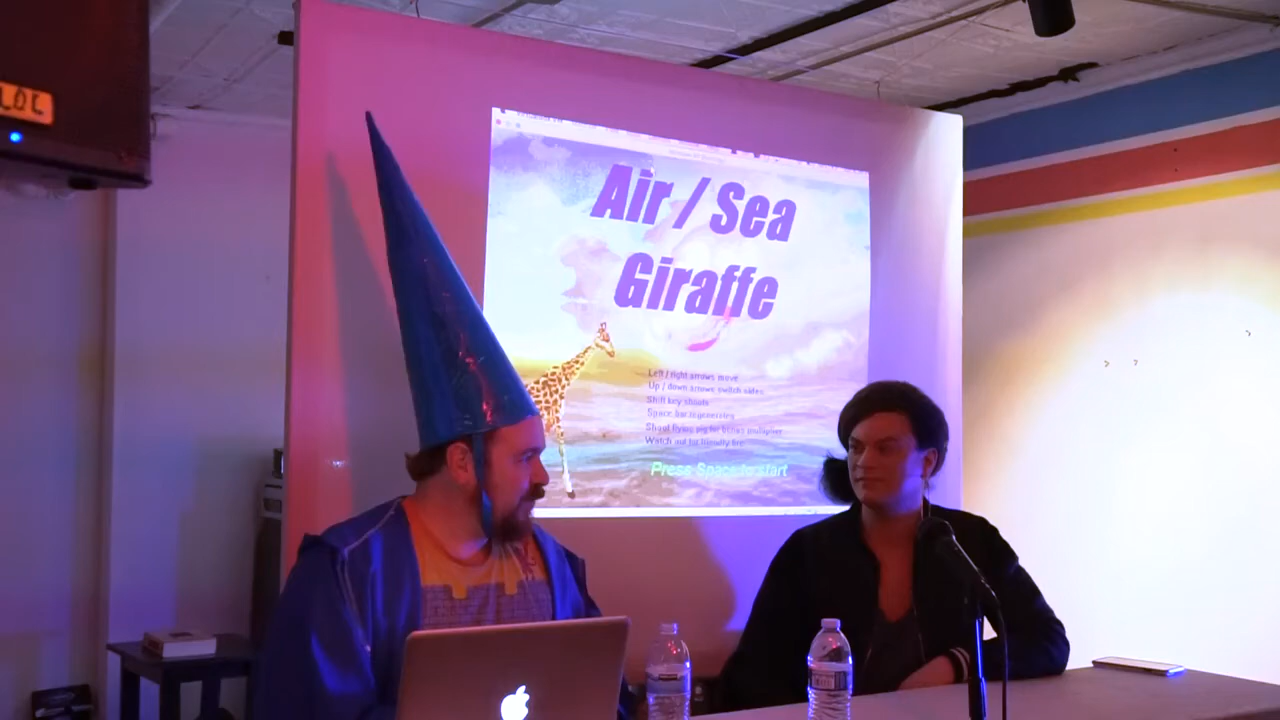 Air / Sea
Giraffe
Left / right arrows move
Up / down arrows switch sides
Shift key shoots
Space bar regenerates
Shoot flying pig for bonus multiplier
Watch out for friendly fire
Press Space to start